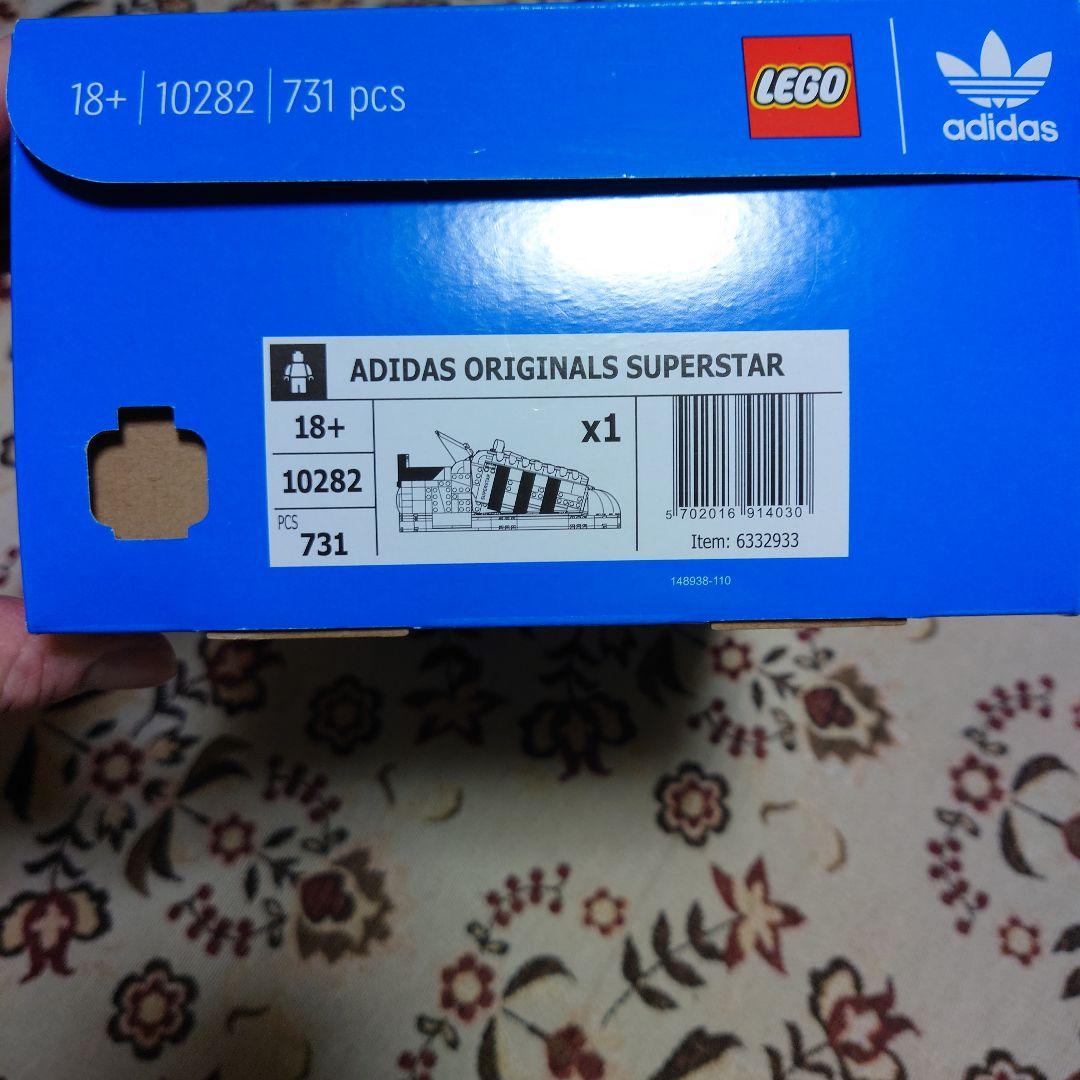 18+ | 10282 | 731 pcs
LEGO
adidas
ADIDAS ORIGINALS SUPERSTAR
18+
10282
PCS
731
x1
SUPERSTAR
5 702016 914030
Item: 6332933
148938-110